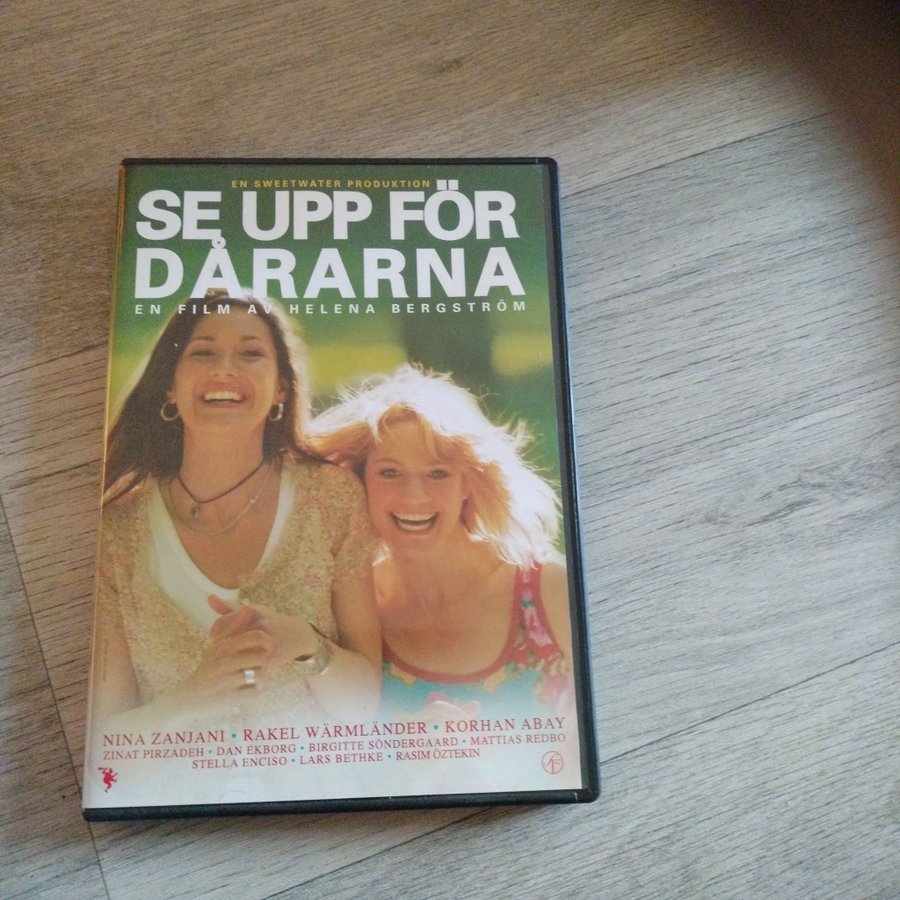 EN SWEETWATER PRODUKTION
SE UPP FÖR
DÅRARNA
EN FILM AV HELENA BERGSTRÖM
NINA ZANJANI • RAKEL WÄRMLÄNDER • KORHAN ABAY
ZINAT PIRZADEH • DAN EKBORG • BIRGITTE SÖNDERGAARD • MATTIAS REDBO
STELLA ENCISO • LARS BETHKE • RASIM ÖZTEKIN